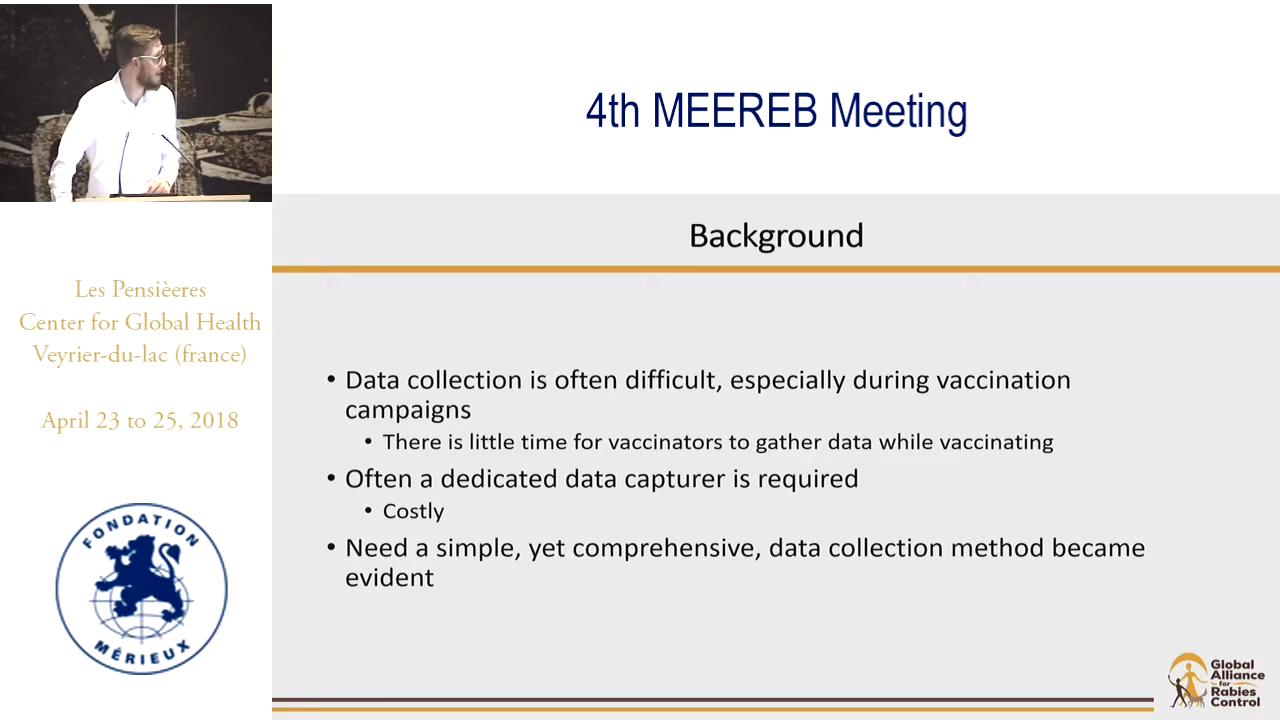 4th MEEREB Meeting
Background
Les Pensièeres
Center for Global Health
Veyrier-du-lac (france)
April 23 to 25, 2018
• Data collection is often difficult, especially during vaccination
campaigns
• There is little time for vaccinators to gather data while vaccinating
• Often a dedicated data capturer is required
• Costly
• Need a simple, yet comprehensive, data collection method became
evident
FONDATION
MÉRIEUX
Global
Alliance
for
Rabies
Control